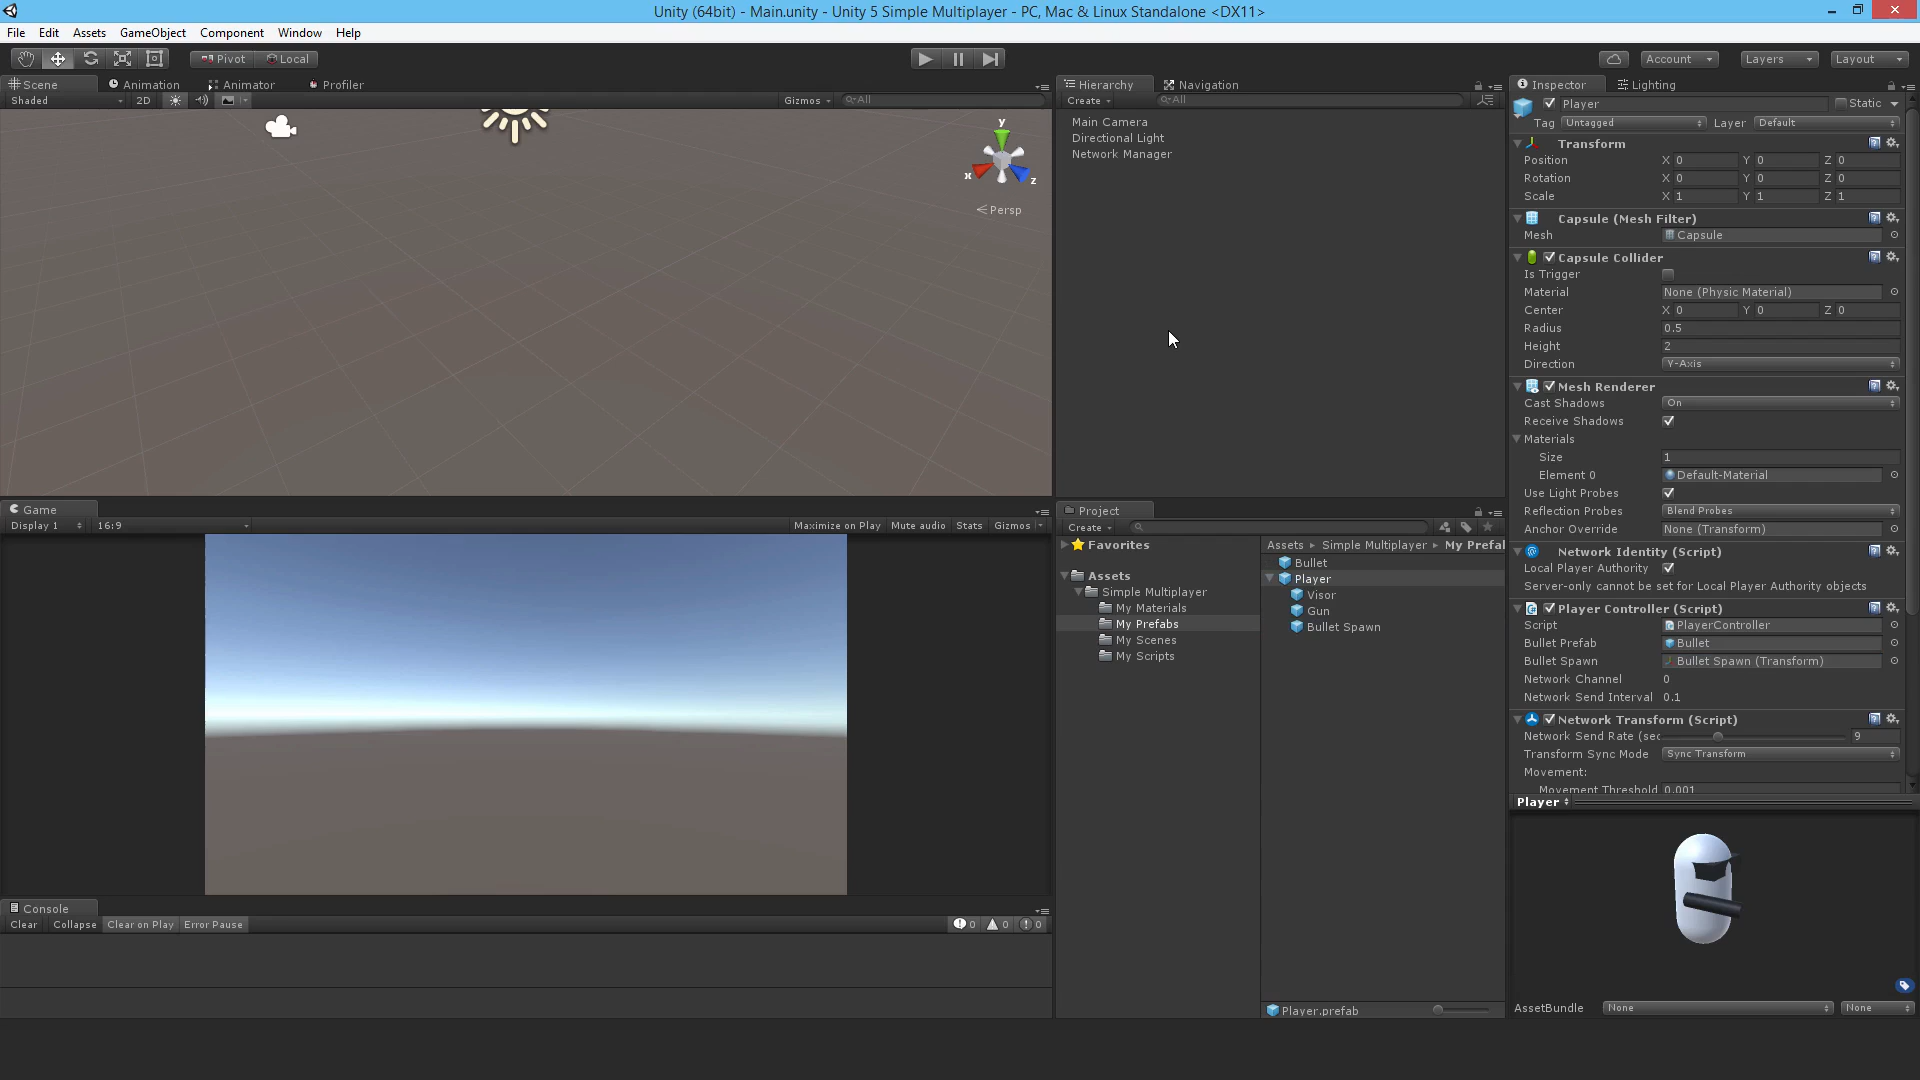 Unity (64bit) - Main.unity - Unity 5 Simple Multiplayer - PC, Mac & Linux Standalone <DX11>
File Edit Assets GameObject Component Window Help
Pivot Local Account Layers Layout
Scene Animation Animator Profiler
Shaded 2D Gizmos All
y x z
Persp
Game
Display 1 16:9 Maximize on Play Mute audio Stats Gizmos
Console
Clear Collapse Clear on Play Error Pause 0 0 0
Hierarchy Navigation
Create All
Main Camera
Directional Light
Network Manager
Project
Create
Favorites
Assets
Simple Multiplayer
My Materials
My Prefabs
My Scenes
My Scripts
Assets Simple Multiplayer My Prefal
Bullet
Player
Visor
Gun
Bullet Spawn
Player.prefab
Inspector Lighting
Player Static
Tag Untagged Layer Default
Transform
Position X 0 Y 0 Z 0
Rotation X 0 Y 0 Z 0
Scale X 1 Y 1 Z 1
Capsule (Mesh Filter)
Mesh Capsule
Capsule Collider
Is Trigger
Material None (Physic Material)
Center X 0 Y 0 Z 0
Radius 0.5
Height 2
Direction Y-Axis
Mesh Renderer
Cast Shadows On
Receive Shadows
Materials
Size 1
Element 0 Default-Material
Use Light Probes
Reflection Probes Blend Probes
Anchor Override None (Transform)
Network Identity (Script)
Local Player Authority
Server-only cannot be set for Local Player Authority objects
Player Controller (Script)
Script PlayerController
Bullet Prefab Bullet
Bullet Spawn Bullet Spawn (Transform)
Network Channel 0
Network Send Interval 0.1
Network Transform (Script)
Network Send Rate (sec 9
Transform Sync Mode Sync Transform
Movement:
Movement Threshold 0.001
Player
AssetBundle None None